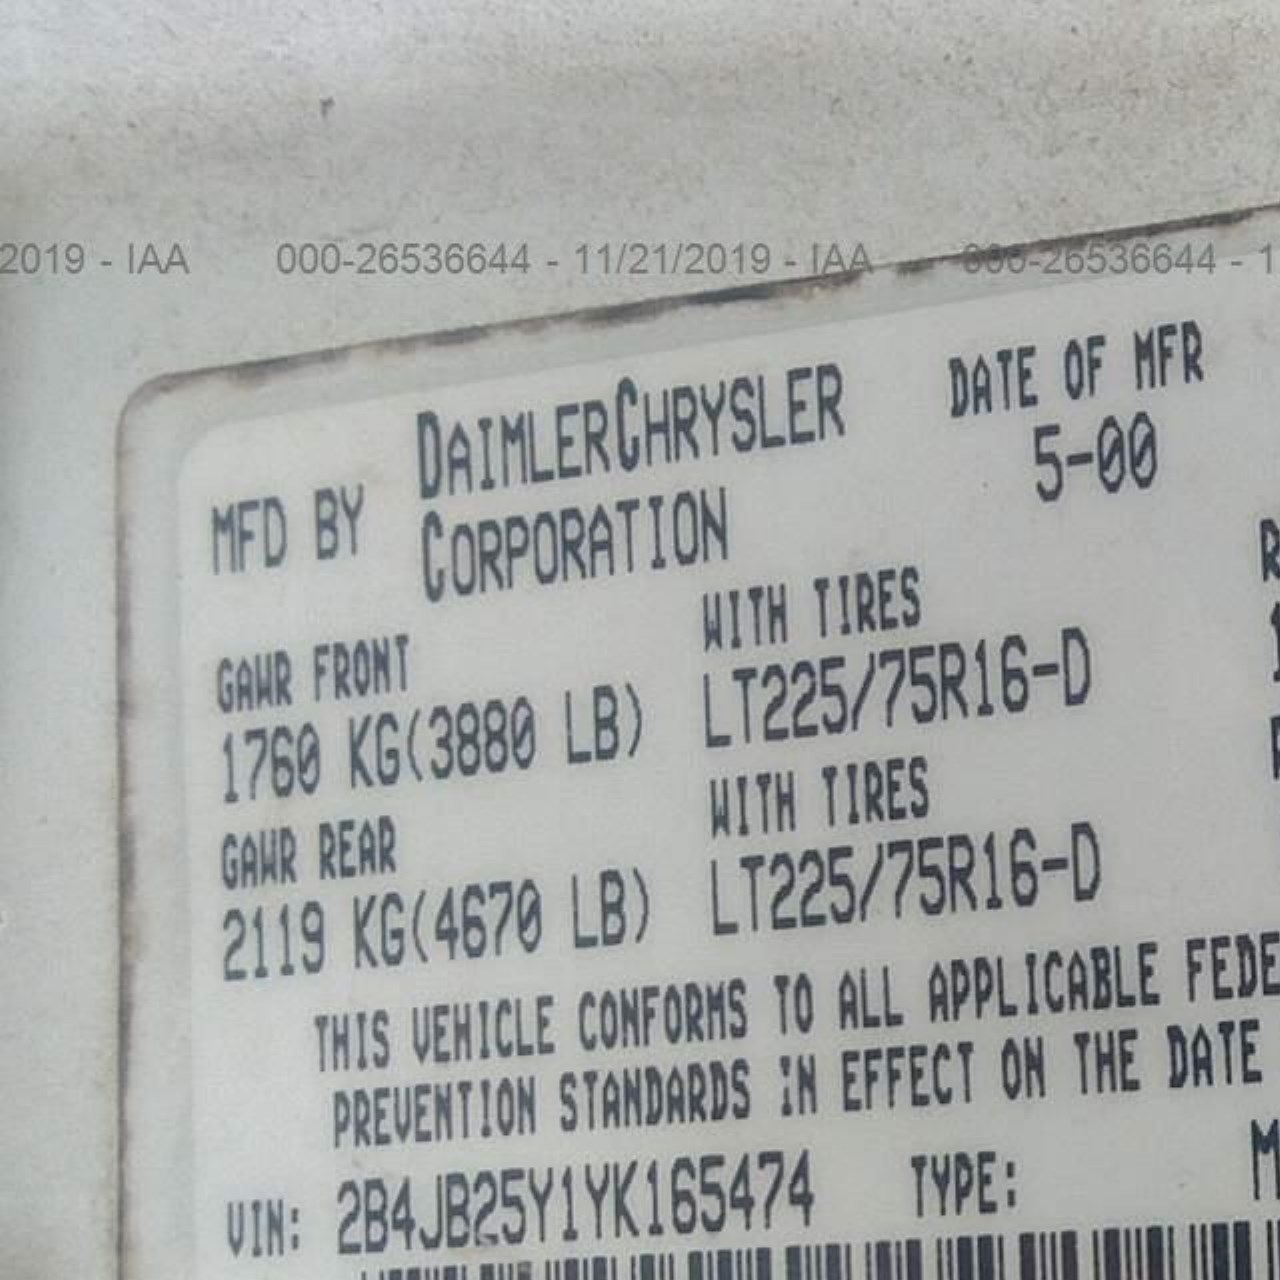 2019 - IAA 000-26536644 - 11/21/2019 - IAA 000-26536644 - 1
DATE OF MFR
5-00
MFD BY DAIMLERCHRYSLER
CORPORATION
GAWR FRONT WITH TIRES
1760 KG(3880 LB) LT225/75R16-D
GAWR REAR WITH TIRES
2119 KG(4670 LB) LT225/75R16-D
THIS VEHICLE CONFORMS TO ALL APPLICABLE FEDE
PREVENTION STANDARDS IN EFFECT ON THE DATE
VIN: 2B4JB25Y1YK165474 TYPE: M